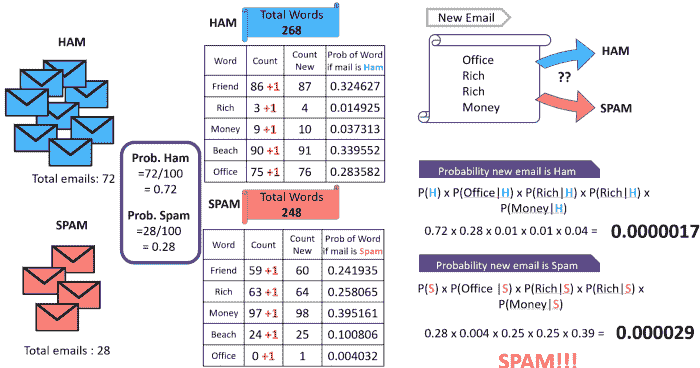 HAM
Total emails: 72
SPAM
Total emails : 28
Prob. Ham
=72/100
= 0.72
Prob. Spam
=28/100
= 0.28
HAM
Total Words
268
Word Count Count New Prob of Word if mail is Ham
Friend 86 +1 87 0.324627
Rich 3 +1 4 0.014925
Money 9 +1 10 0.037313
Beach 90 +1 91 0.339552
Office 75 +1 76 0.283582
SPAM
Total Words
248
Word Count Count New Prob of Word if mail is Spam
Friend 59 +1 60 0.241935
Rich 63 +1 64 0.258065
Money 97 +1 98 0.395161
Beach 24 +1 25 0.100806
Office 0 +1 1 0.004032
New Email
Office
Rich
Rich
Money
HAM
??
SPAM
Probability new email is Ham
P(H) x P(Office|H) x P(Rich|H) x P(Rich|H) x
P(Money|H)
0.72 x 0.28 x 0.01 x 0.01 x 0.04 = 0.0000017
Probability new email is Spam
P(S) x P(Office |S) x P(Rich|S) x P(Rich|S) x
P(Money|S)
0.28 x 0.004 x 0.25 x 0.25 x 0.39 = 0.000029
SPAM!!!